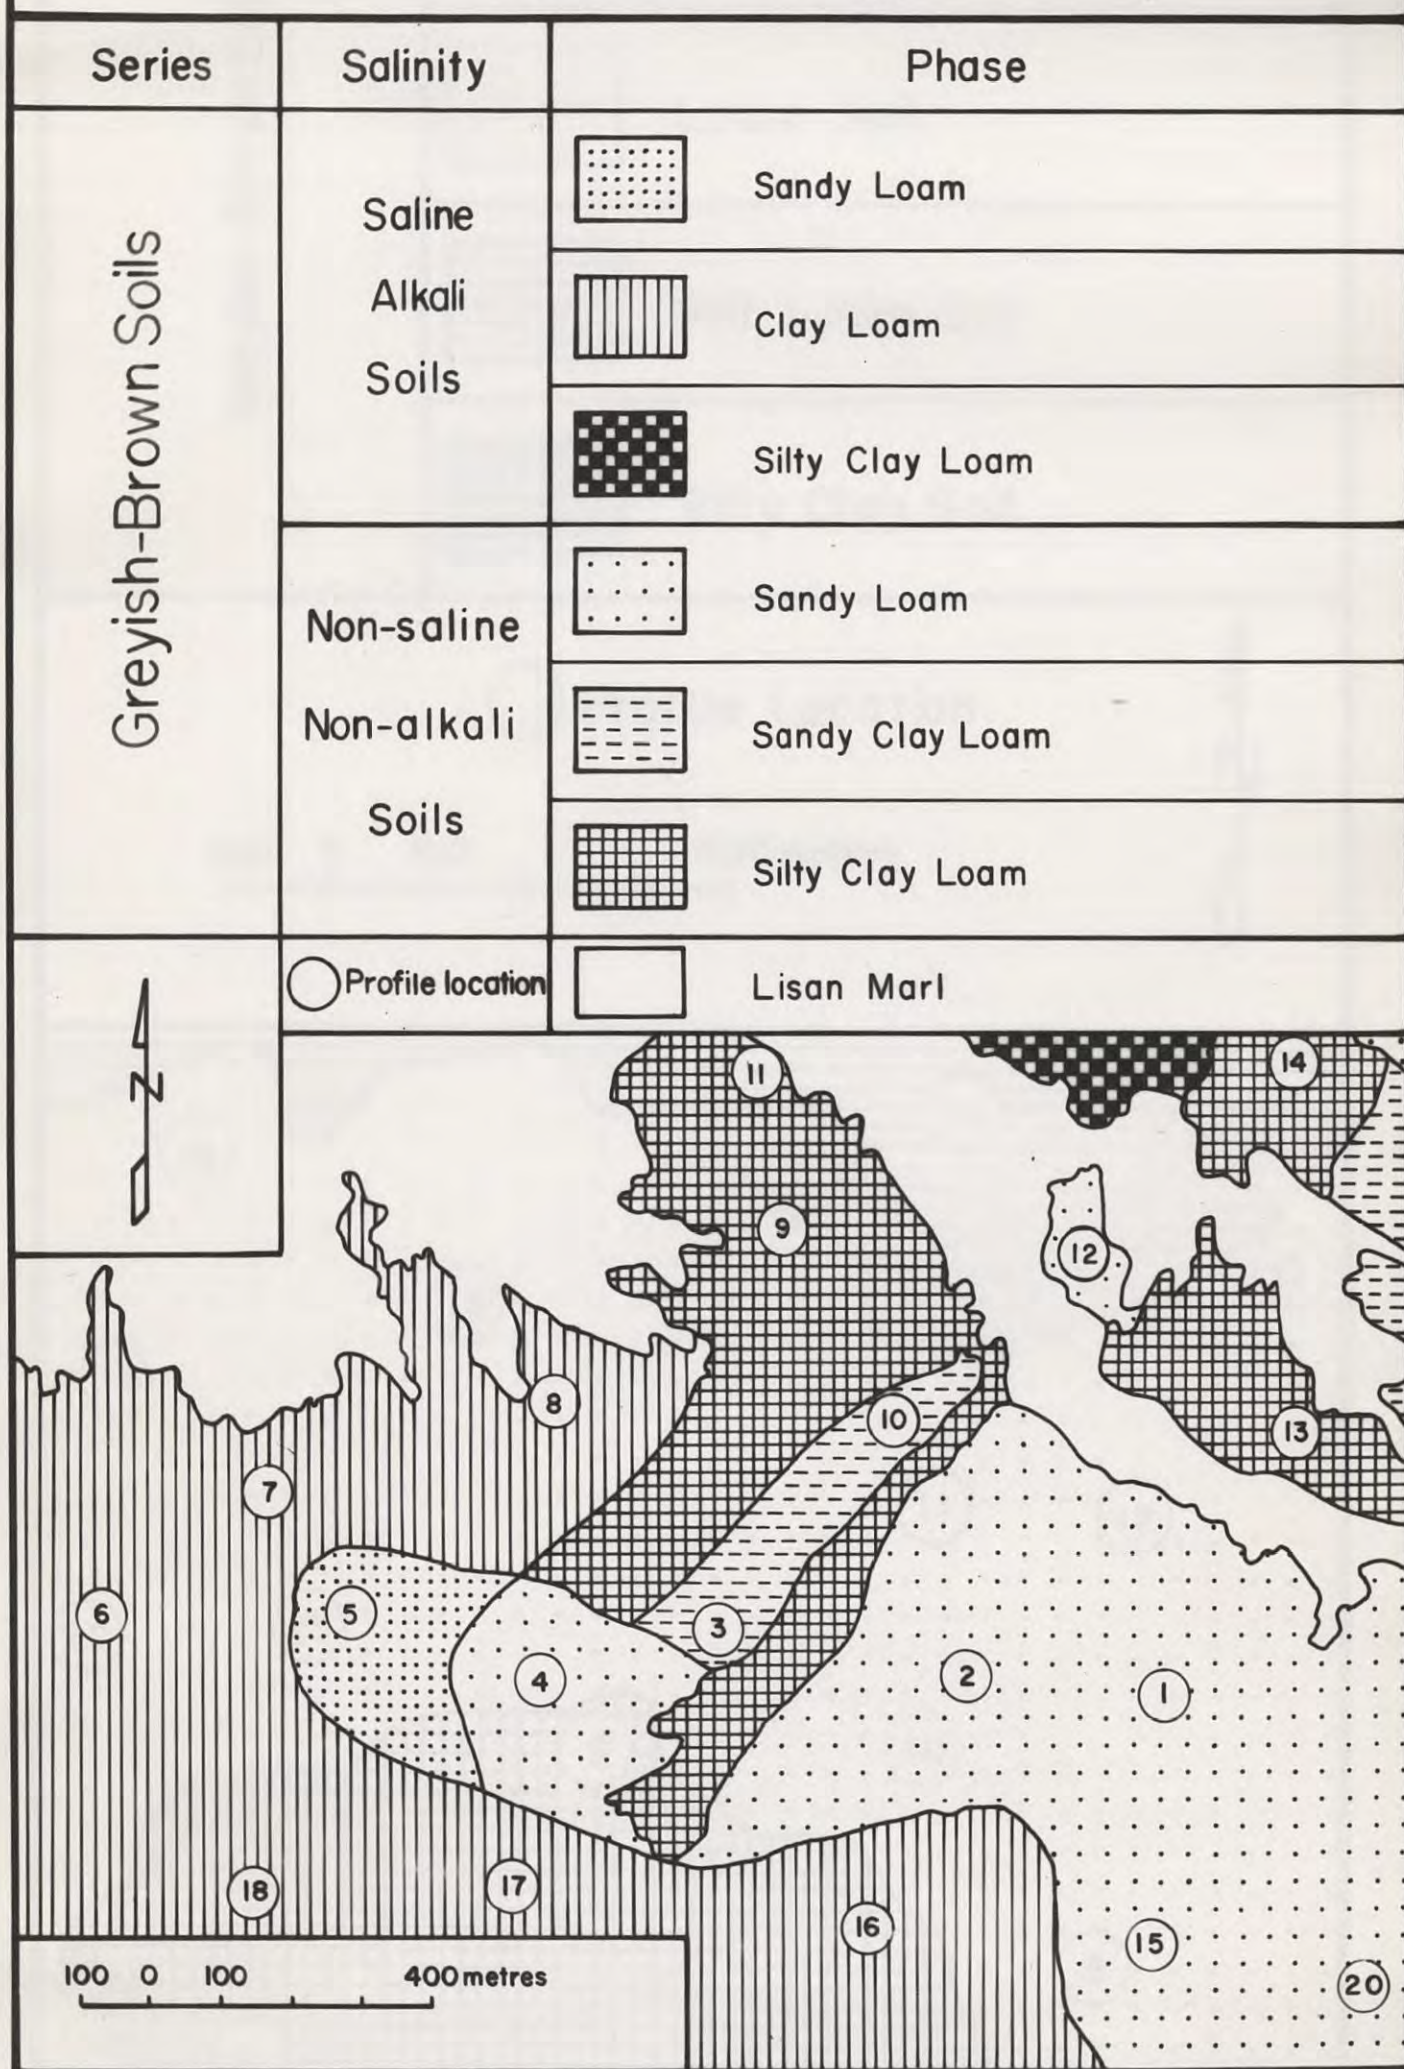 Series Salinity Phase
Greyish-Brown Soils
Saline
Alkali
Soils
Sandy Loam
Clay Loam
Silty Clay Loam
Non-saline
Non-alkali
Soils
Sandy Loam
Sandy Clay Loam
Silty Clay Loam
Profile location
Lisan Marl
N
11
14
9
12
8
10
13
7
6
5
3
4
2
1
18
17
16
15
20
100 0 100 400 metres